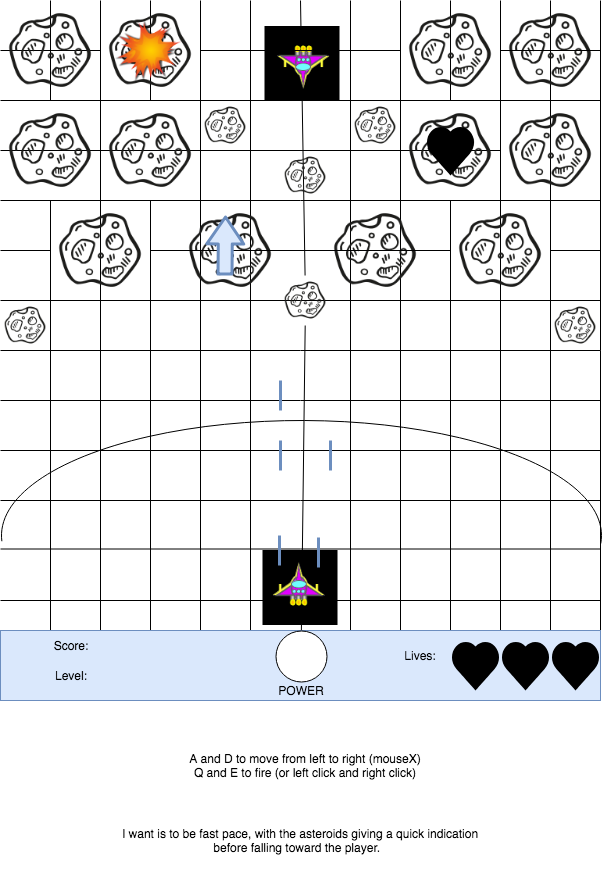 Score:
Lives:
Level:
POWER
A and D to move from left to right (mouseX)
Q and E to fire (or left click and right click)
I want is to be fast pace, with the asteroids giving a quick indication
before falling toward the player.